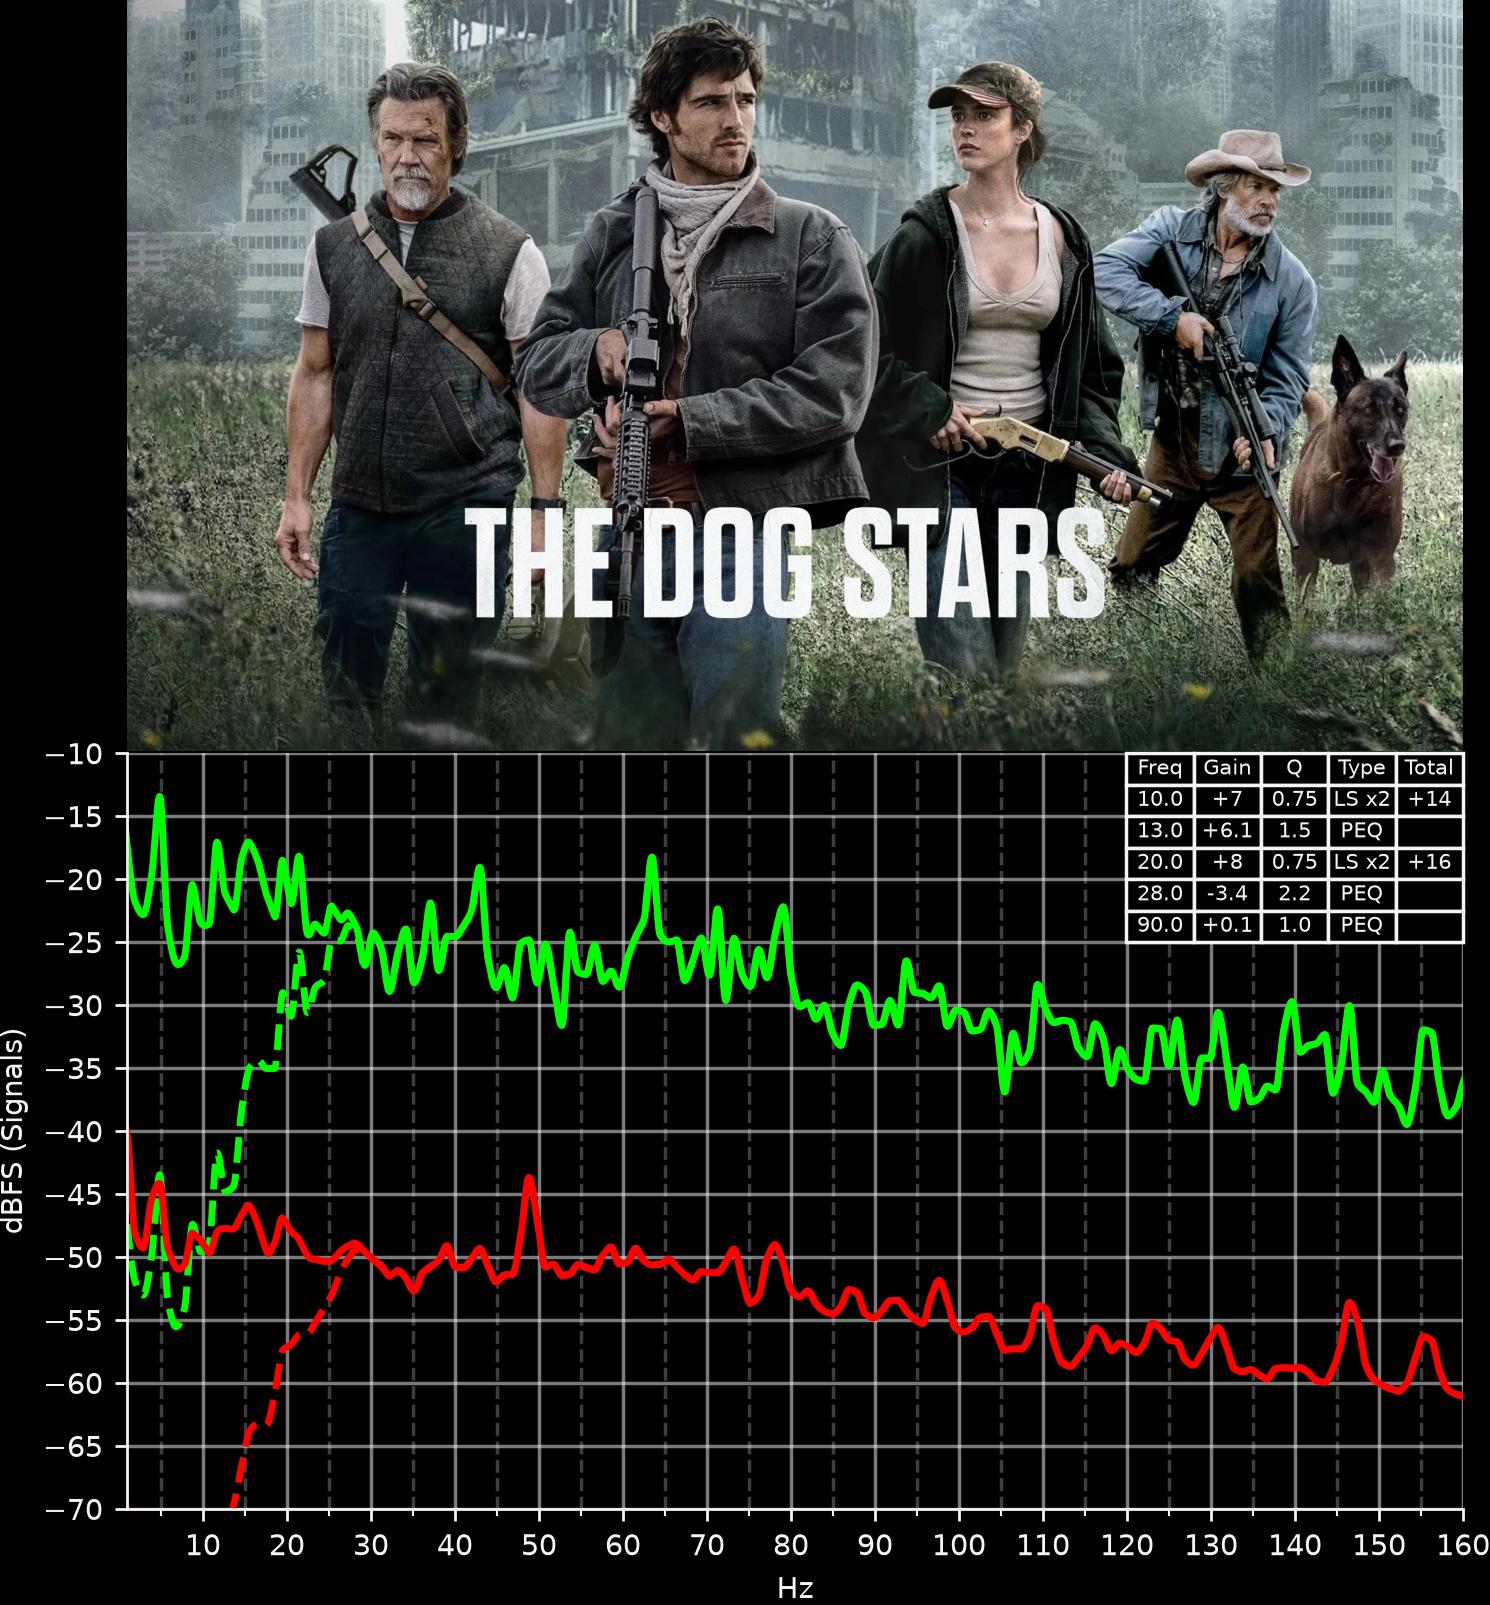 THE DOG STARS
Freq Gain Q Type Total
10.0 +7 0.75 LS x2 +14
13.0 +6.1 1.5 PEQ
20.0 +8 0.75 LS x2 +16
28.0 -3.4 2.2 PEQ
90.0 +0.1 1.0 PEQ
−10
−15
−20
−25
−30
−35
−40
−45
−50
−55
−60
−65
−70
dBFS (Signals)
10 20 30 40 50 60 70 80 90 100 110 120 130 140 150 160
Hz